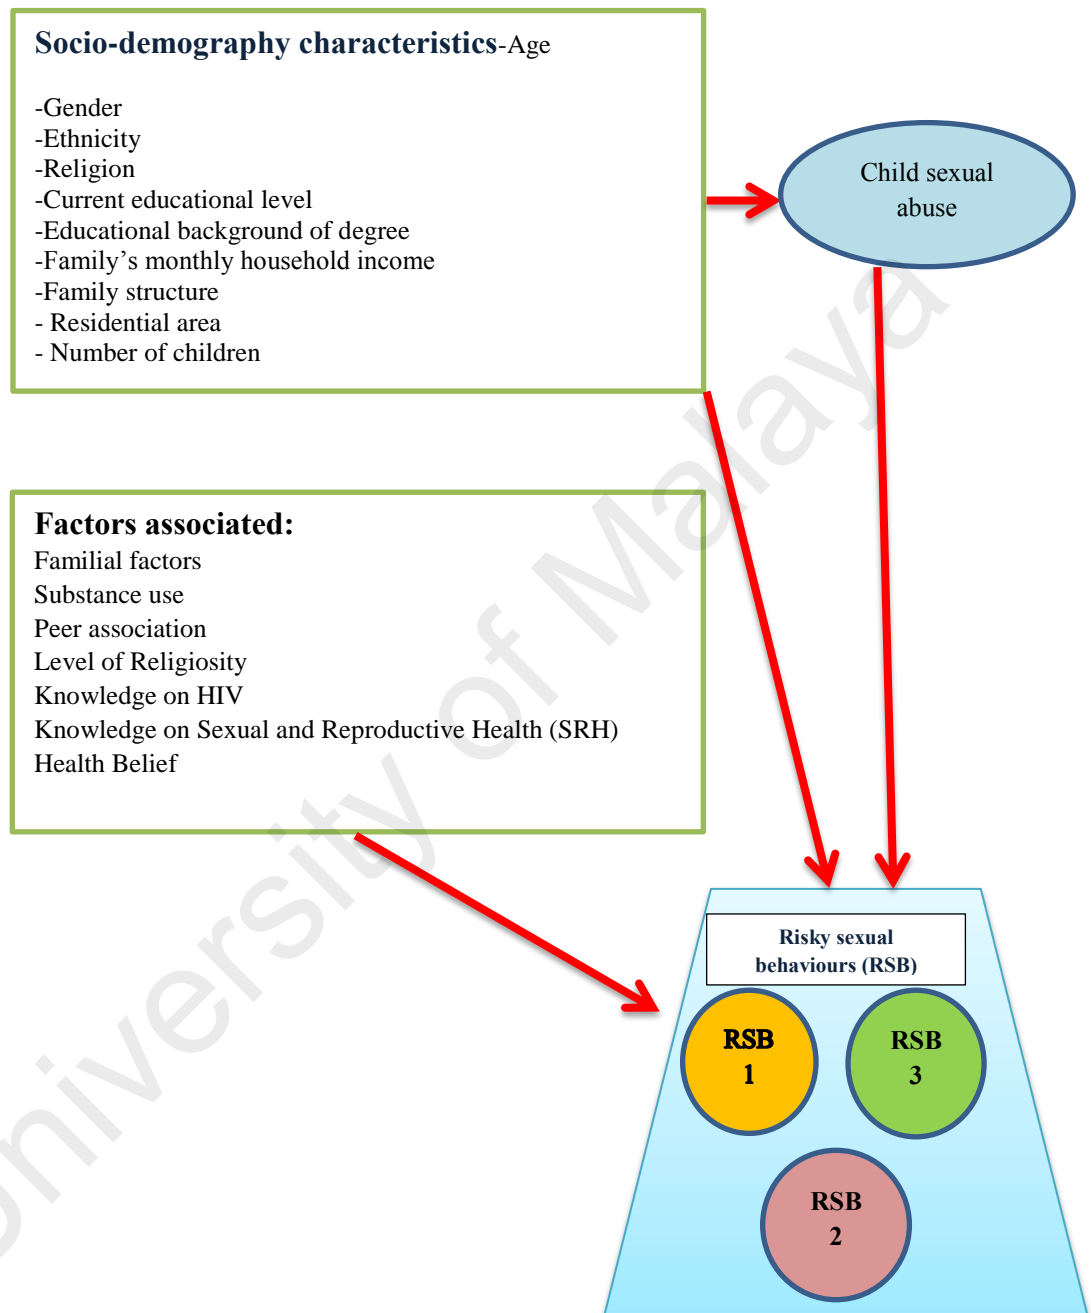 Socio-demography characteristics-Age
-Gender
-Ethnicity
-Religion
-Current educational level
-Educational background of degree
-Family’s monthly household income
-Family structure
- Residential area
- Number of children
Child sexual
abuse
Factors associated:
Familial factors
Substance use
Peer association
Level of Religiosity
Knowledge on HIV
Knowledge on Sexual and Reproductive Health (SRH)
Health Belief
Risky sexual
behaviours (RSB)
RSB
1
RSB
3
RSB
2
University of Malaya